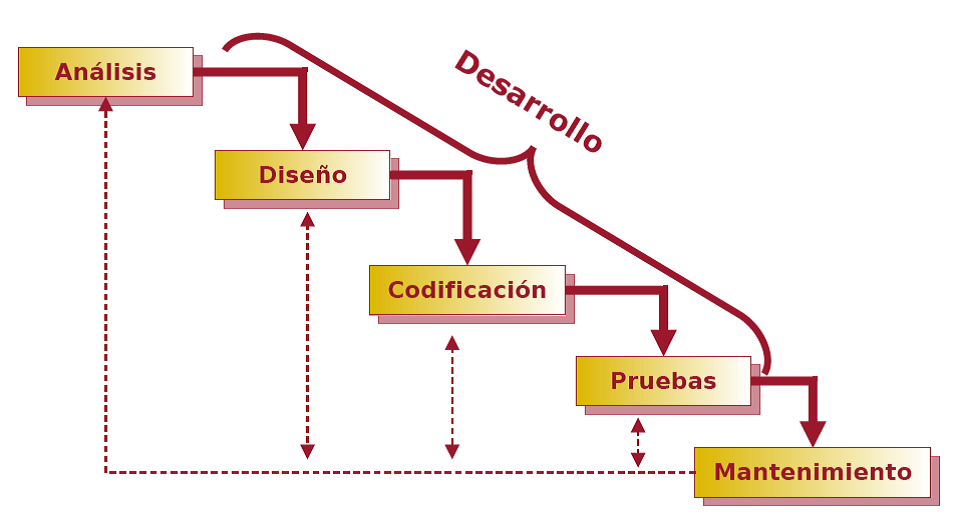 Análisis
Desarrollo
Diseño
Codificación
Pruebas
Mantenimiento